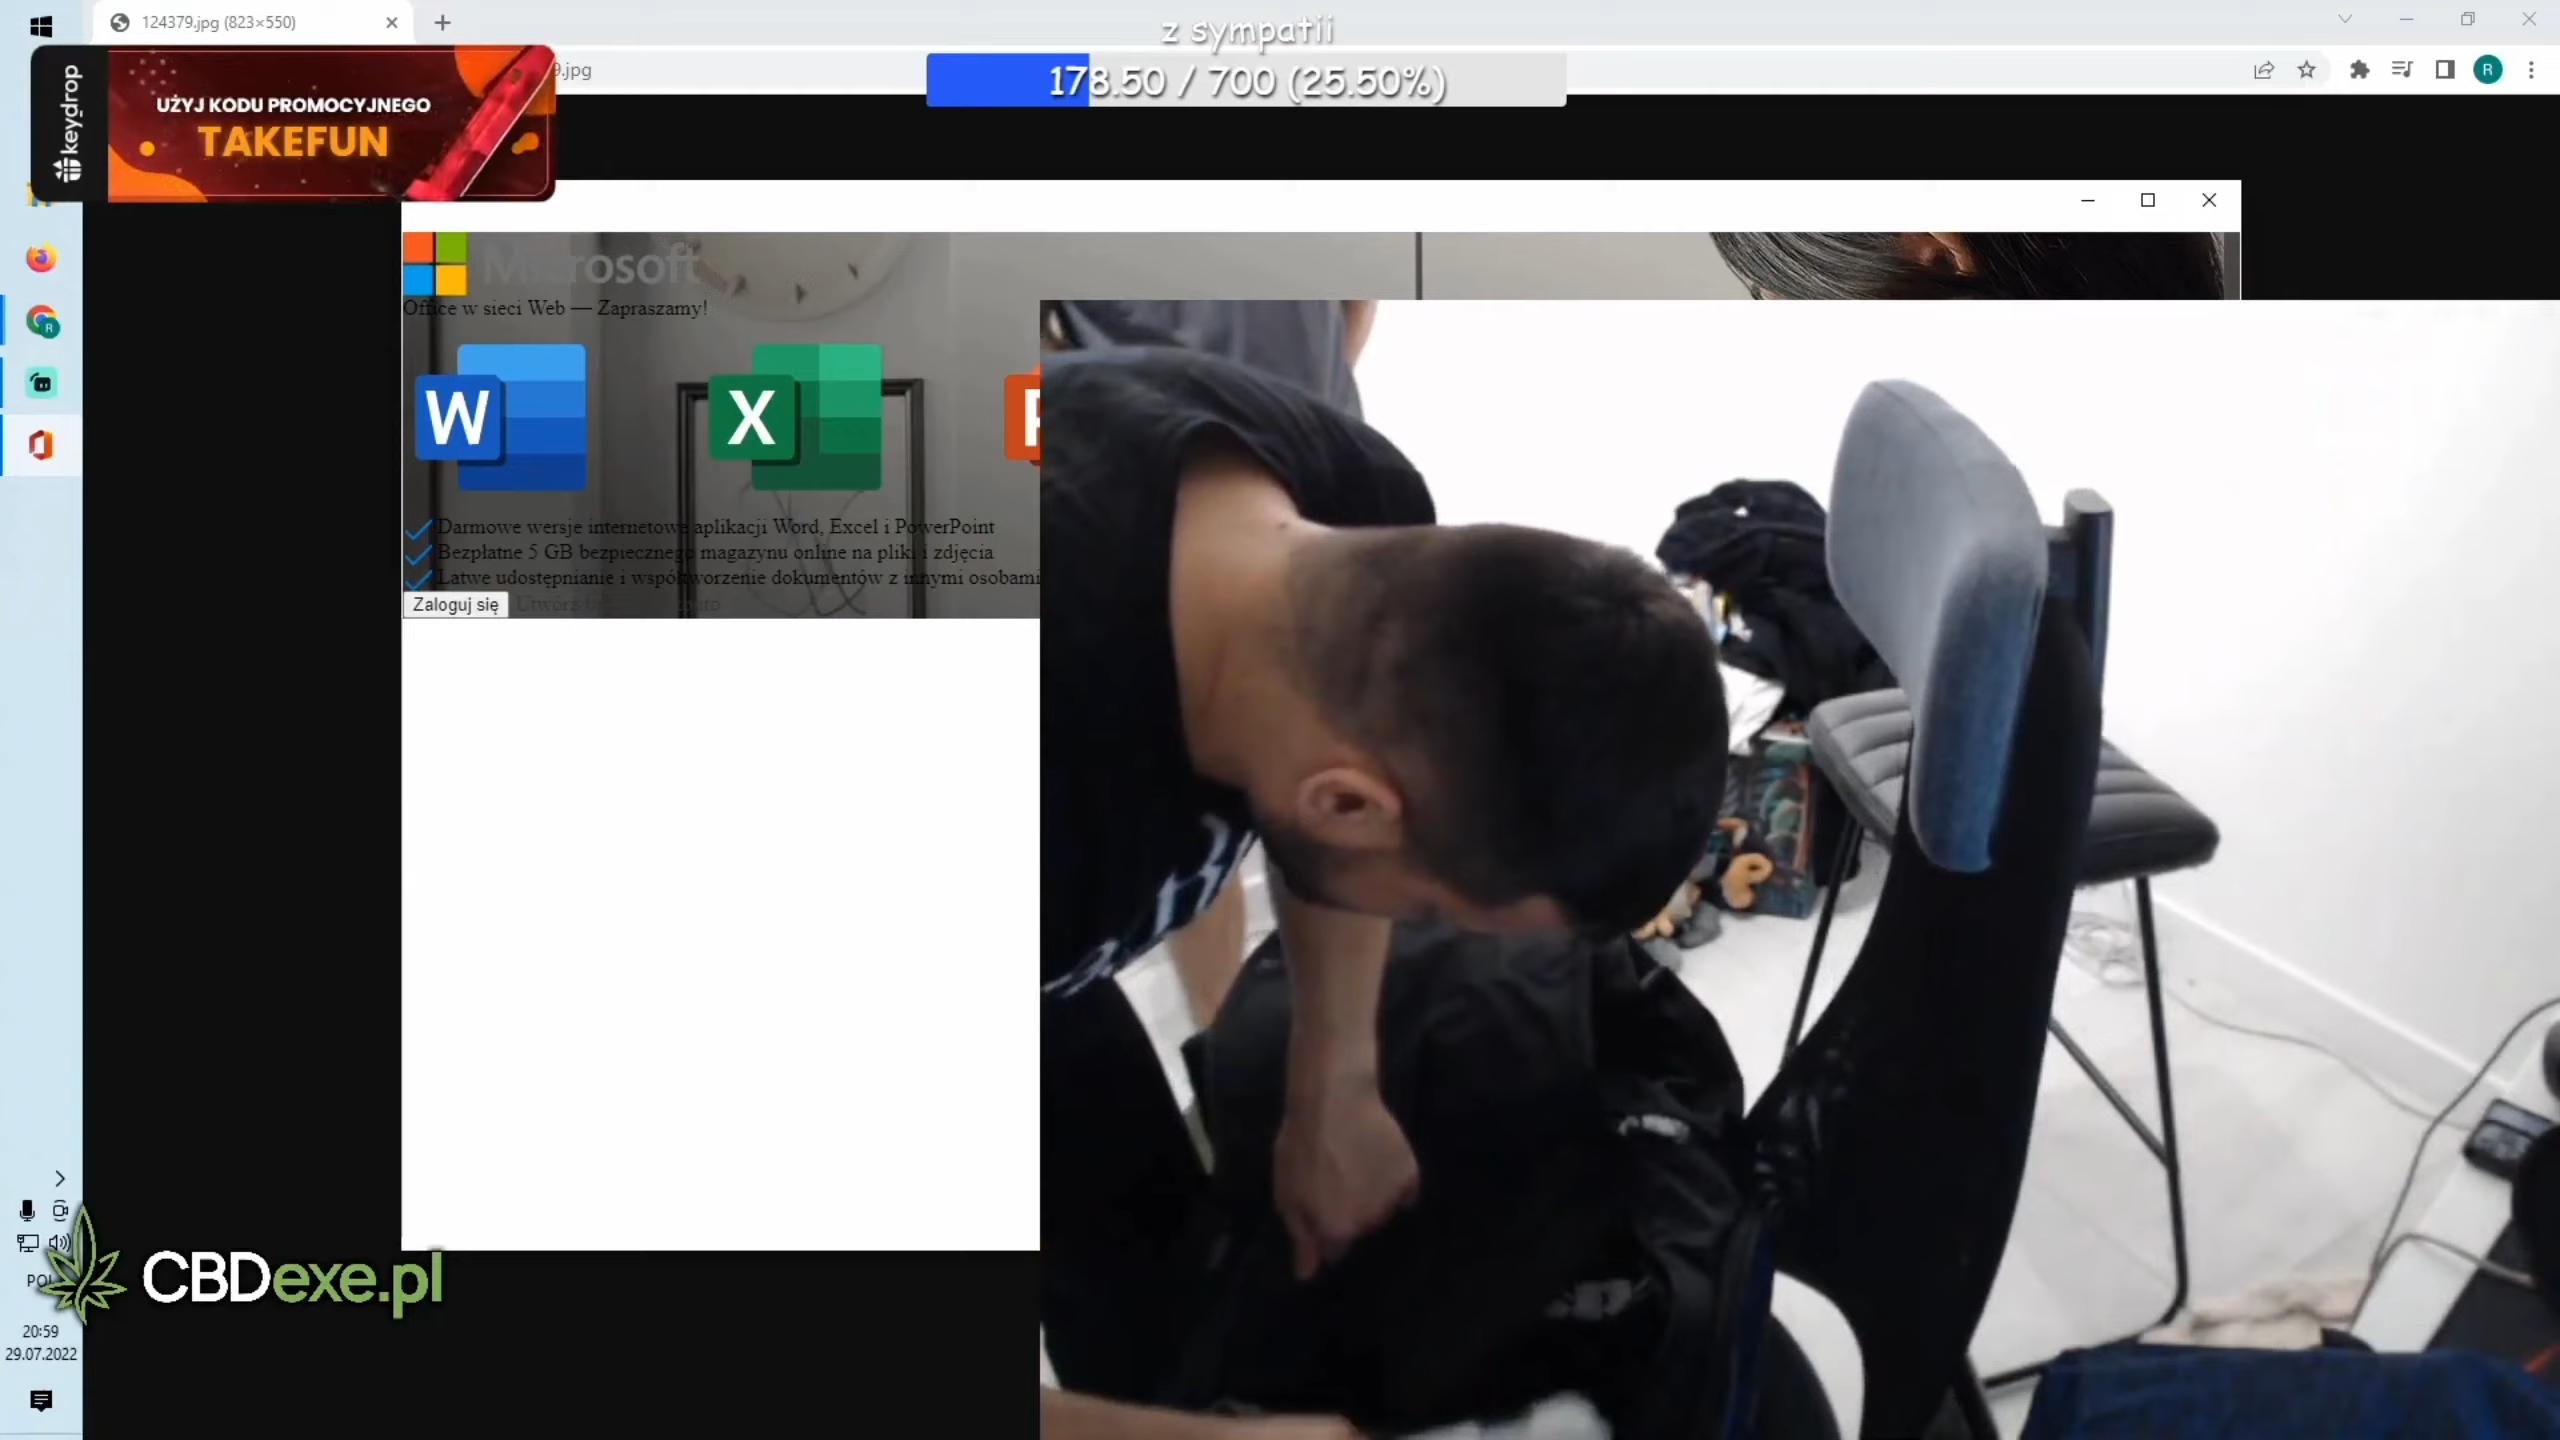 124379.jpg (823×550)
z sympatii
9.jpg
178.50 / 700 (25.50%)
R
keydrop
UŻYJ KODU PROMOCYJNEGO
TAKEFUN
Microsoft
Office w sieci Web — Zapraszamy!
W
X
P
R
Darmowe wersje internetowe aplikacji Word, Excel i PowerPoint
Bezpłatne 5 GB bezpiecznego magazynu online na pliki i zdjęcia
Łatwe udostępnianie i współtworzenie dokumentów z innymi osobami
Zaloguj się
CBDexe.pl
20:59
29.07.2022